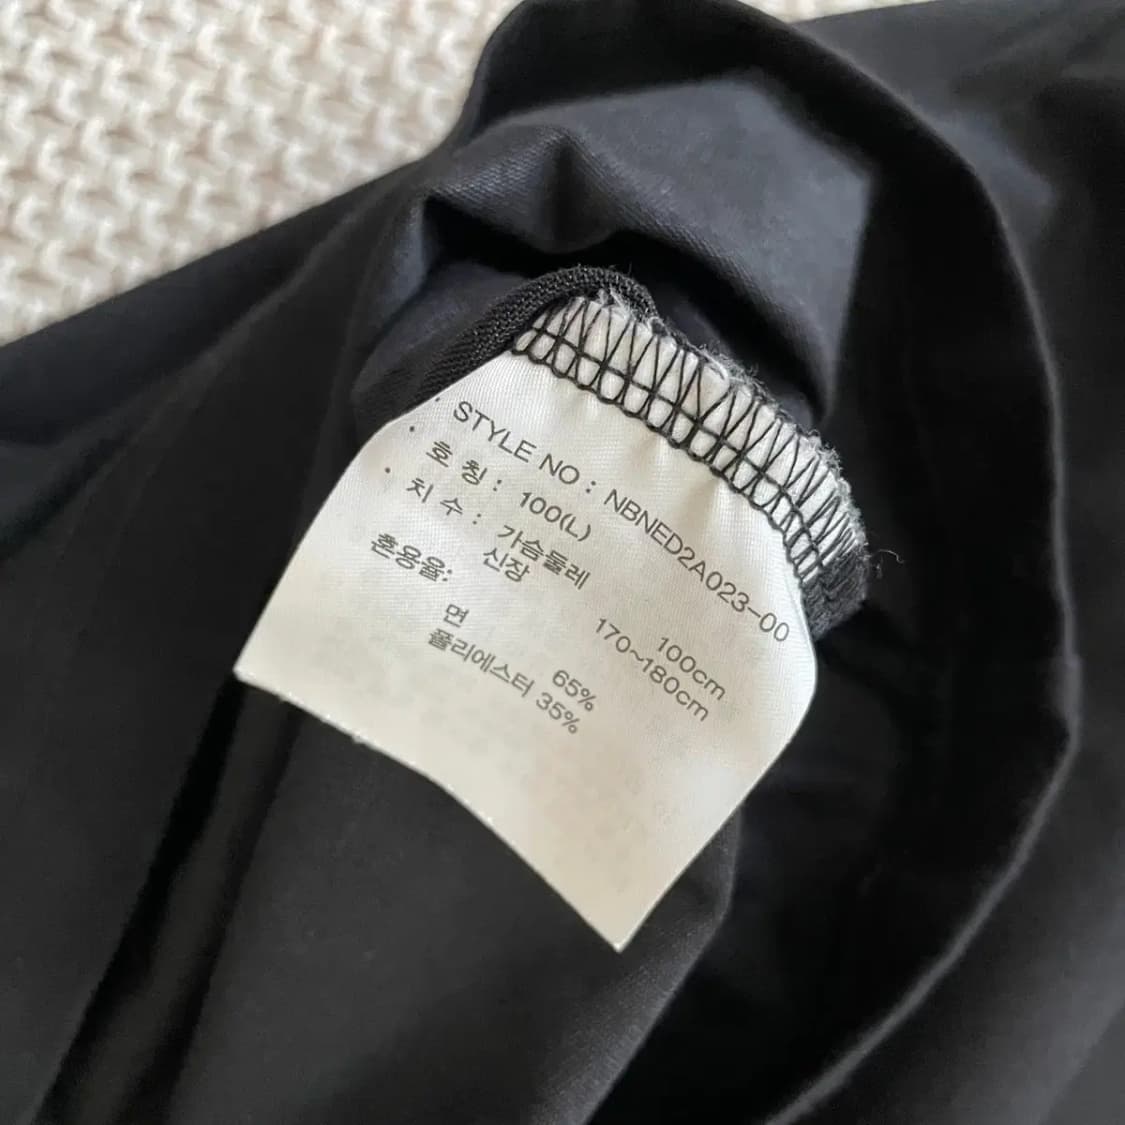 · STYLE NO : NBNED2A023-00
· 호 칭 : 100(L)
· 치 수 : 가슴둘레 100cm
신장 170~180cm
혼용율:
면 65%
폴리에스터 35%